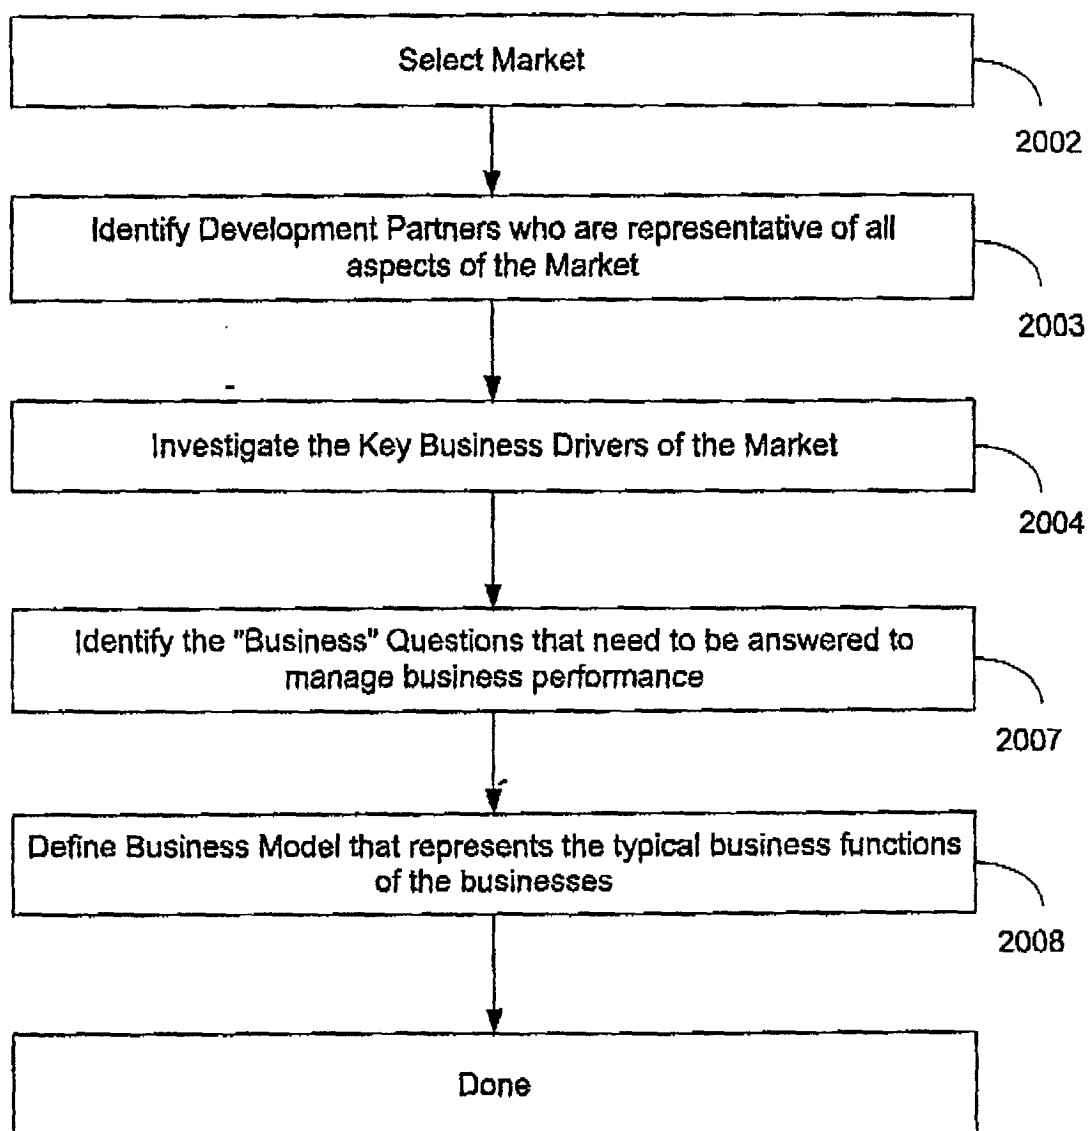 Select Market
2002
Identify Development Partners who are representative of all
aspects of the Market
2003
Investigate the Key Business Drivers of the Market
2004
Identify the "Business" Questions that need to be answered to
manage business performance
2007
Define Business Model that represents the typical business functions
of the businesses
2008
Done